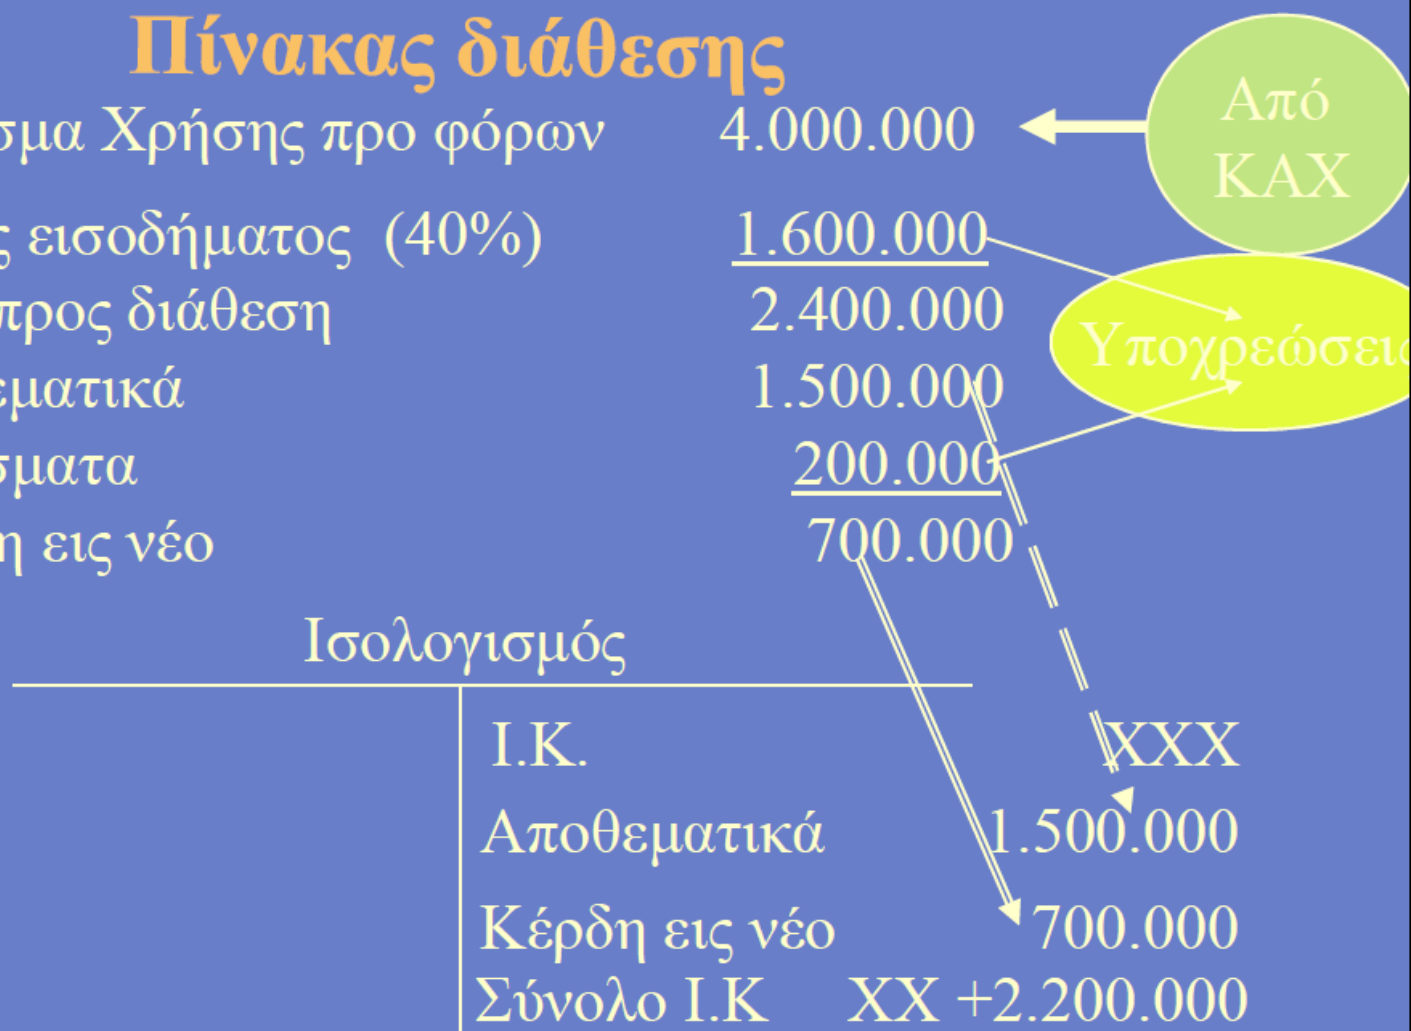 Πίνακας διάθεσης
σμα Χρήσης προ φόρων 4.000.000
Από
ΚΑΧ
ς εισοδήματος (40%) 1.600.000
προς διάθεση 2.400.000
Υποχρεώσεις
εματικά 1.500.000
σματα 200.000
η εις νέο 700.000
Ισολογισμός
Ι.Κ. ΧΧΧ
Αποθεματικά 1.500.000
Κέρδη εις νέο 700.000
Σύνολο Ι.Κ ΧΧ +2.200.000